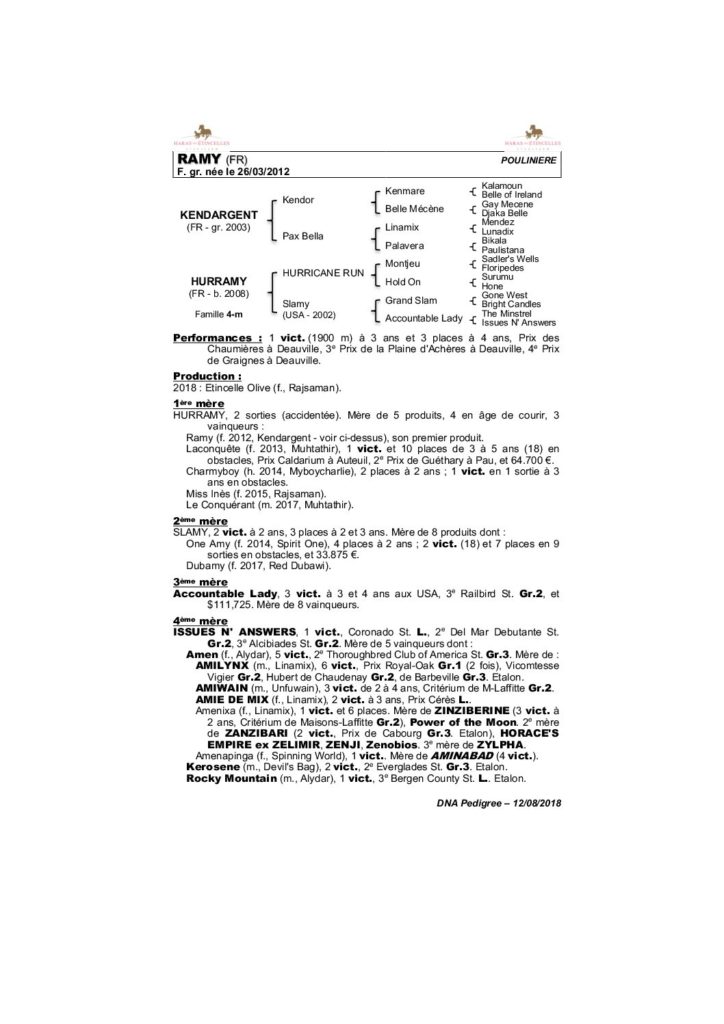 HARAS DES ETINCELLES
HARAS DES ETINCELLES
RAMY (FR)
POULINIERE
F. gr. née le 26/03/2012
KENDARGENT
(FR - gr. 2003)
Kendor
Pax Bella
Kenmare
Belle Mécène
Linamix
Palavera
Kalamoun
Belle of Ireland
Gay Mecene
Djaka Belle
Mendez
Lunadix
Bikala
Paulistana
HURRAMY
(FR - b. 2008)
Famille 4-m
HURRICANE RUN
Slamy
(USA - 2002)
Montjeu
Hold On
Grand Slam
Accountable Lady
Sadler's Wells
Floripedes
Surumu
Hone
Gone West
Bright Candles
The Minstrel
Issues N' Answers
Performances : 1 vict. (1900 m) à 3 ans et 3 places à 4 ans, Prix des
Chaumières à Deauville, 3e Prix de la Plaine d'Achères à Deauville, 4e Prix
de Graignes à Deauville.
Production :
2018 : Etincelle Olive (f., Rajsaman).
1ère mère
HURRAMY, 2 sorties (accidentée). Mère de 5 produits, 4 en âge de courir, 3
vainqueurs :
Ramy (f. 2012, Kendargent - voir ci-dessus), son premier produit.
Laconquête (f. 2013, Muhtathir), 1 vict. et 10 places de 3 à 5 ans (18) en
obstacles, Prix Caldarium à Auteuil, 2e Prix de Guéthary à Pau, et 64.700 €.
Charmyboy (h. 2014, Myboycharlie), 2 places à 2 ans ; 1 vict. en 1 sortie à 3
ans en obstacles.
Miss Inès (f. 2015, Rajsaman).
Le Conquérant (m. 2017, Muhtathir).
2ème mère
SLAMY, 2 vict. à 2 ans, 3 places à 2 et 3 ans. Mère de 8 produits dont :
One Amy (f. 2014, Spirit One), 4 places à 2 ans ; 2 vict. (18) et 7 places en 9
sorties en obstacles, et 33.875 €.
Dubamy (f. 2017, Red Dubawi).
3ème mère
Accountable Lady, 3 vict. à 3 et 4 ans aux USA, 3e Railbird St. Gr.2, et
$111,725. Mère de 8 vainqueurs.
4ème mère
ISSUES N' ANSWERS, 1 vict., Coronado St. L., 2e Del Mar Debutante St.
Gr.2, 3e Alcibiades St. Gr.2. Mère de 5 vainqueurs dont :
Amen (f., Alydar), 5 vict., 2e Thoroughbred Club of America St. Gr.3. Mère de :
AMILYNX (m., Linamix), 6 vict., Prix Royal-Oak Gr.1 (2 fois), Vicomtesse
Vigier Gr.2, Hubert de Chaudenay Gr.2, de Barbeville Gr.3. Etalon.
AMIWAIN (m., Unfuwain), 3 vict. de 2 à 4 ans, Critérium de M-Laffitte Gr.2.
AMIE DE MIX (f., Linamix), 2 vict. à 3 ans, Prix Cérès L..
Amenixa (f., Linamix), 1 vict. et 6 places. Mère de ZINZIBERINE (3 vict. à
2 ans, Critérium de Maisons-Laffitte Gr.2), Power of the Moon. 2e mère
de ZANZIBARI (2 vict., Prix de Cabourg Gr.3. Etalon), HORACE'S
EMPIRE ex ZELIMIR, ZENJI, Zenobios. 3e mère de ZYLPHA.
Amenapinga (f., Spinning World), 1 vict.. Mère de AMINABAD (4 vict.).
Kerosene (m., Devil's Bag), 2 vict., 2e Everglades St. Gr.3. Etalon.
Rocky Mountain (m., Alydar), 1 vict., 3e Bergen County St. L.. Etalon.
DNA Pedigree – 12/08/2018